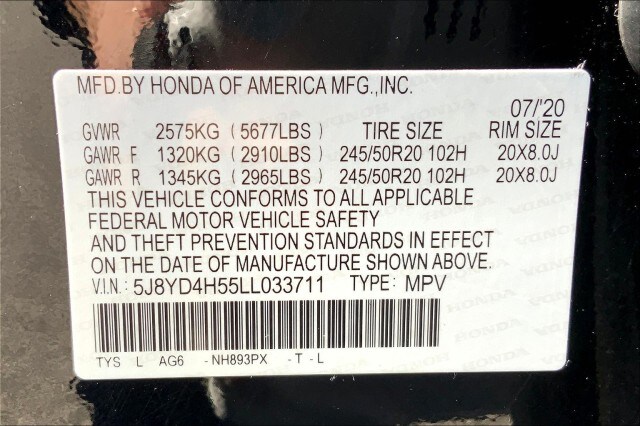 MFD.BY HONDA OF AMERICA MFG.,INC.
07/'20
GVWR 2575KG (5677LBS) TIRE SIZE RIM SIZE
GAWR F 1320KG (2910LBS) 245/50R20 102H 20X8.0J
GAWR R 1345KG (2965LBS) 245/50R20 102H 20X8.0J
THIS VEHICLE CONFORMS TO ALL APPLICABLE
FEDERAL MOTOR VEHICLE SAFETY
AND THEFT PREVENTION STANDARDS IN EFFECT
ON THE DATE OF MANUFACTURE SHOWN ABOVE.
V.I.N: 5J8YD4H55LL033711 TYPE: MPV
TYS L AG6 -NH893PX -T-L